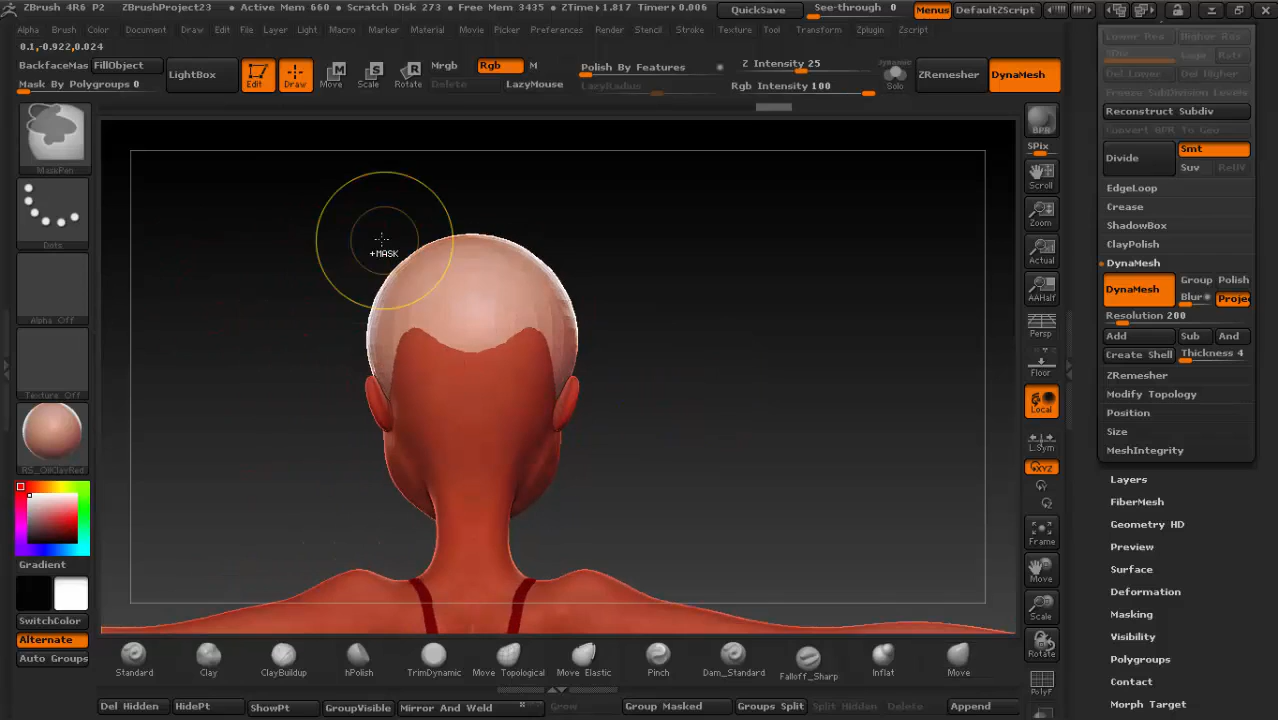 ZBrush 4R6 P2 ZBrushProject23 • Active Mem 660 • Scratch Disk 273 • Free Mem 3435 • ZTime▸1.817 Timer▸0.006
QuickSave See-through 0 Menus DefaultZScript
Alpha Brush Color Document Draw Edit File Layer Light Macro Marker Material Movie Picker Preferences Render Stencil Stroke Texture Tool Transform Zplugin Zscript
0.1,-0.922,0.024
BackfaceMas FillObject
Mask By Polygroups 0
LightBox
Edit Draw Move Scale Rotate
Mrgb Rgb M
Delete LazyMouse
Polish By Features
LazyRadius
Z Intensity 25
Rgb Intensity 100
Dynamic
Solo
ZRemesher
DynaMesh
MaskPen
Dots
Alpha Off
Texture Off
Gradient
SwitchColor
Alternate
Auto Groups
+MASK
BPR
SPix
Scroll
Zoom
Actual
AAHalf
Persp
Floor
Local
L.Sym
XYZ
Y
Frame
Move
Scale
Rotate
PolyF
Lower Res Higher Res
Del Lower Del Higher
Freeze SubDivision Levels
Reconstruct Subdiv
Convert BPR To Geo
Divide Smt
Suv ReUV
EdgeLoop
Crease
ShadowBox
ClayPolish
DynaMesh
DynaMesh Group Polish
Blur Proje
Resolution 200
Add Sub And
Create Shell Thickness 4
ZRemesher
Modify Topology
Position
Size
MeshIntegrity
Layers
FiberMesh
Geometry HD
Preview
Surface
Deformation
Masking
Visibility
Polygroups
Contact
Morph Target
Standard Clay ClayBuildup hPolish TrimDynamic Move Topological Move Elastic Pinch Dam_Standard Falloff_Sharp Inflat Move
Del Hidden HidePt ShowPt GroupVisible Mirror And Weld Grow Group Masked Groups Split Split Hidden Delete Append